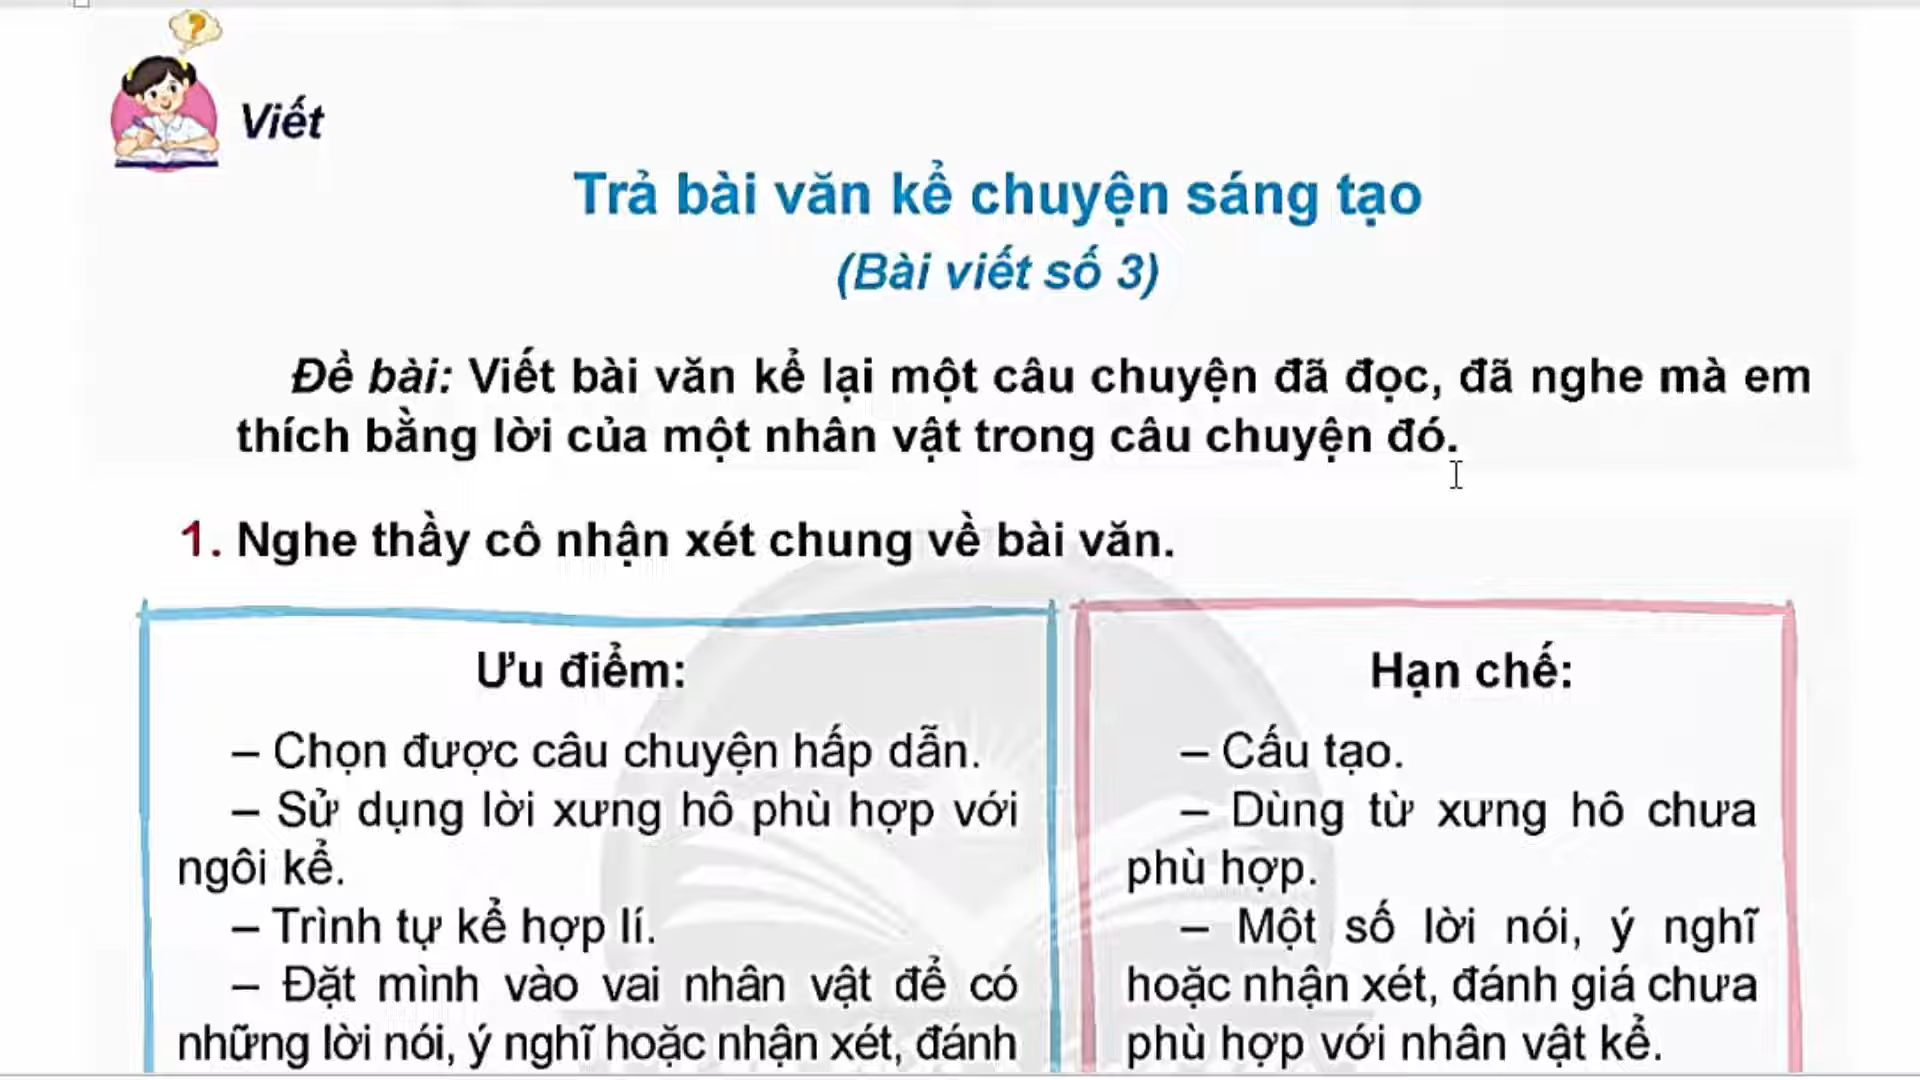 Viết
Trả bài văn kể chuyện sáng tạo
(Bài viết số 3)
Đề bài: Viết bài văn kể lại một câu chuyện đã đọc, đã nghe mà em
thích bằng lời của một nhân vật trong câu chuyện đó.
1. Nghe thầy cô nhận xét chung về bài văn.
Ưu điểm:
– Chọn được câu chuyện hấp dẫn.
– Sử dụng lời xưng hô phù hợp với
ngôi kể.
– Trình tự kể hợp lí.
– Đặt mình vào vai nhân vật để có
những lời nói, ý nghĩ hoặc nhận xét, đánh
Hạn chế:
– Cấu tạo.
– Dùng từ xưng hô chưa
phù hợp.
– Một số lời nói, ý nghĩ
hoặc nhận xét, đánh giá chưa
phù hợp với nhân vật kể.